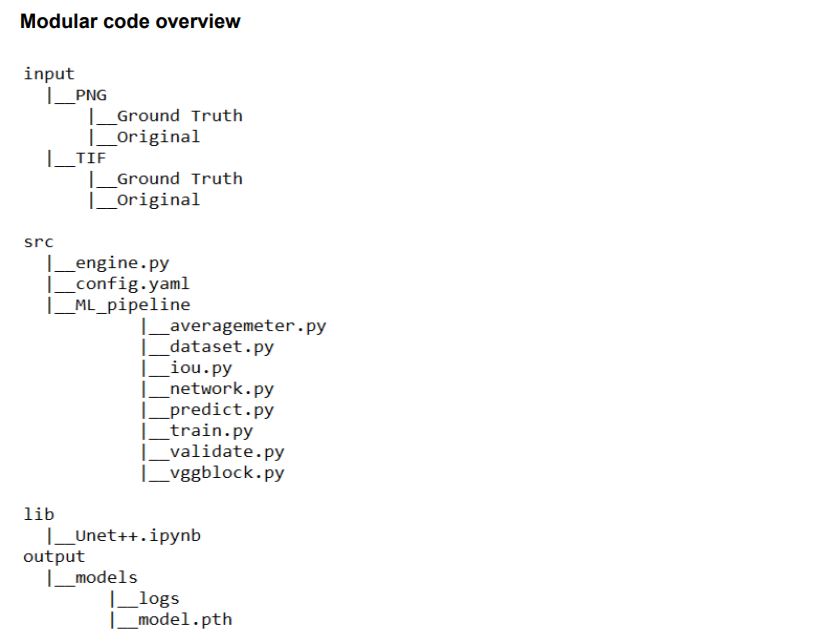 Modular code overview
input
|__PNG
|__Ground Truth
|__Original
|__TIF
|__Ground Truth
|__Original
src
|__engine.py
|__config.yaml
|__ML_pipeline
|__averagemeter.py
|__dataset.py
|__iou.py
|__network.py
|__predict.py
|__train.py
|__validate.py
|__vggblock.py
lib
|__Unet++.ipynb
output
|__models
|__logs
|__model.pth